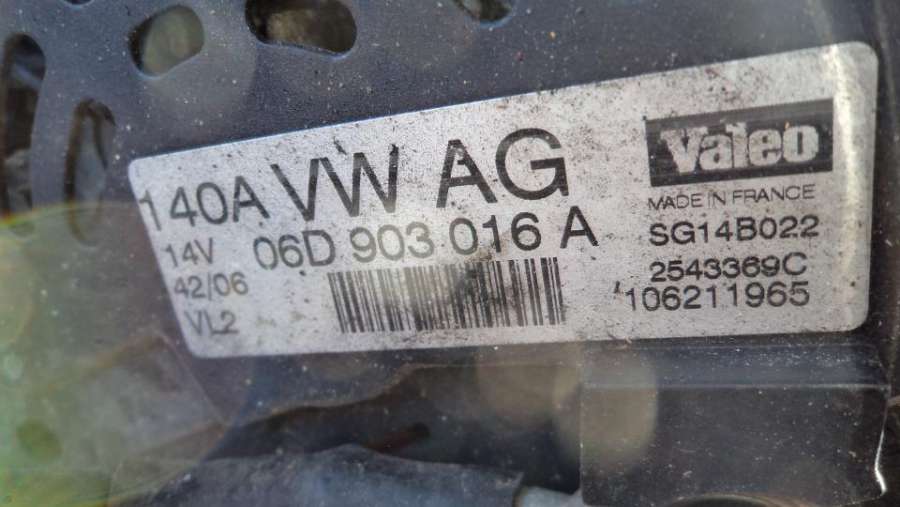 140A VW AG
14V 06D 903 016 A
42/06
VL2
Valeo
MADE IN FRANCE
SG14B022
2543369C
'106211965